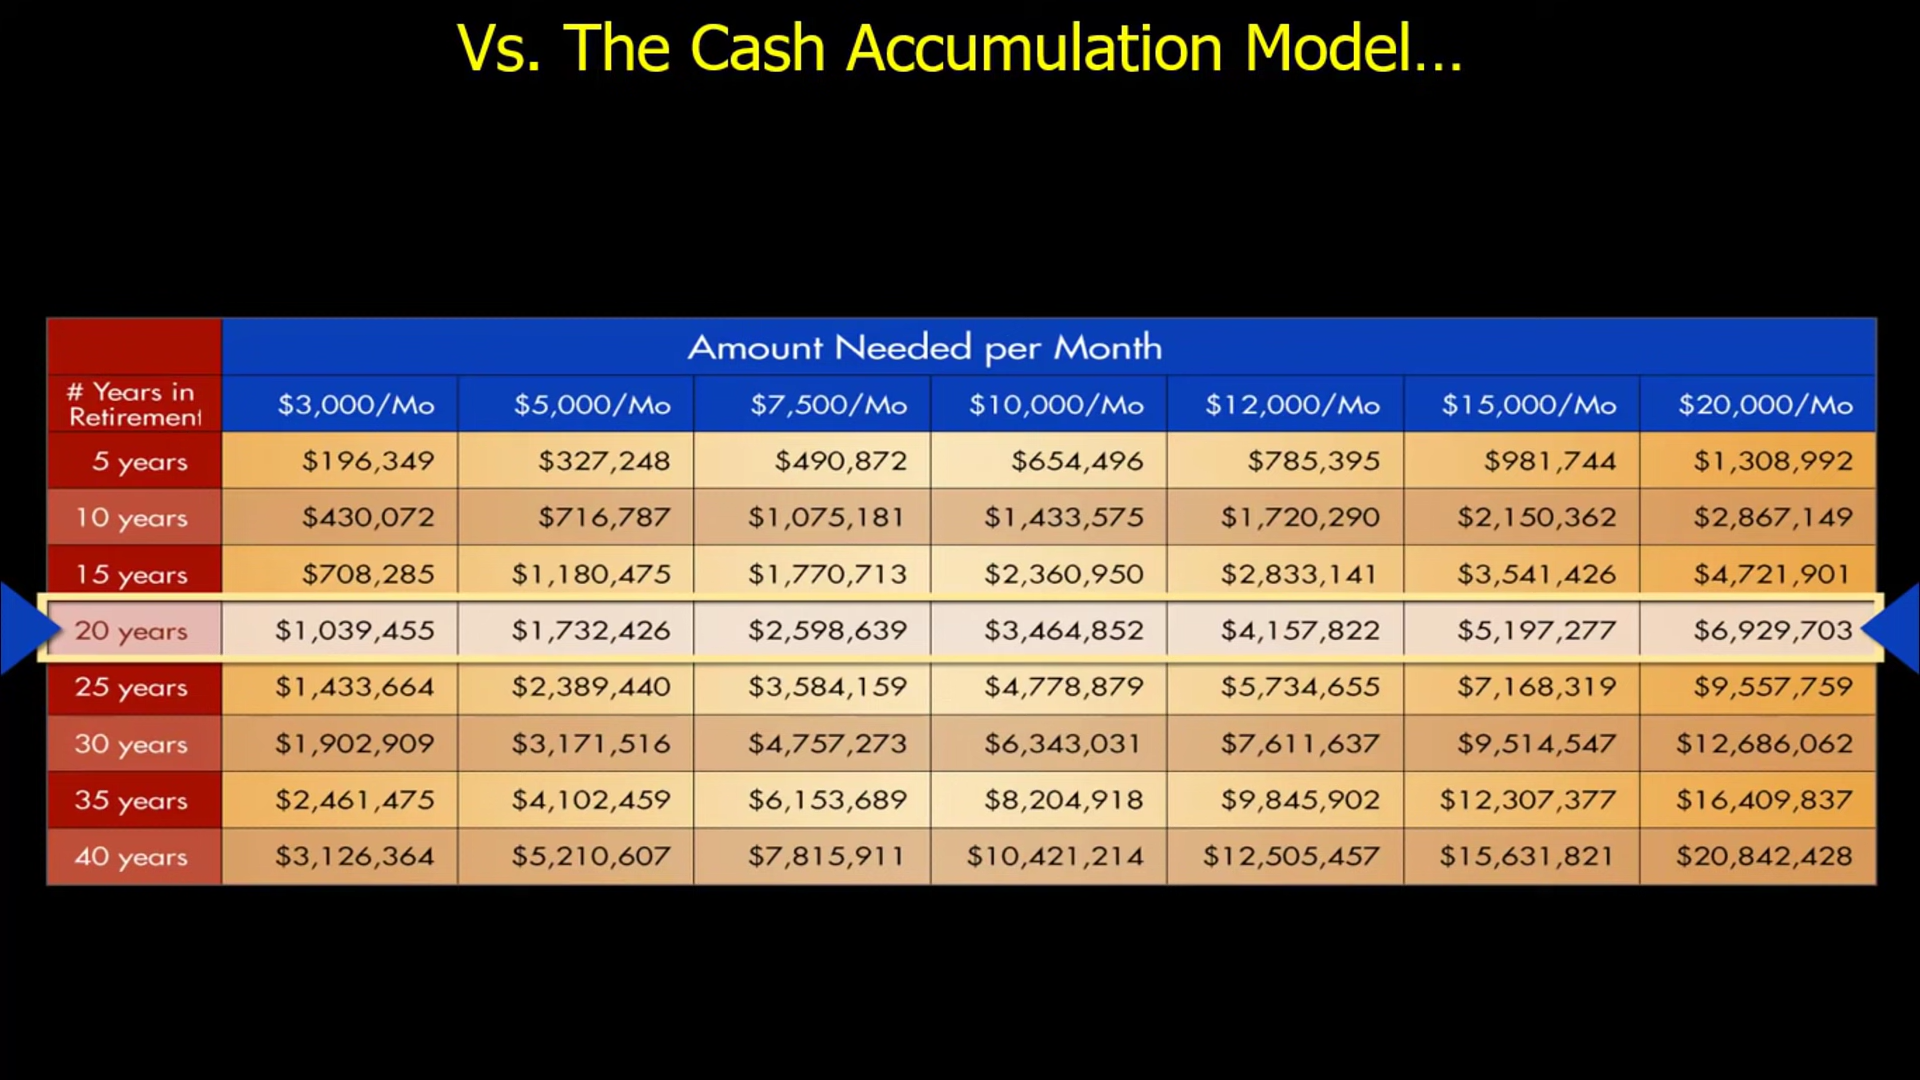 Vs. The Cash Accumulation Model...
Amount Needed per Month
# Years in Retirement $3,000/Mo $5,000/Mo $7,500/Mo $10,000/Mo $12,000/Mo $15,000/Mo $20,000/Mo
5 years $196,349 $327,248 $490,872 $654,496 $785,395 $981,744 $1,308,992
10 years $430,072 $716,787 $1,075,181 $1,433,575 $1,720,290 $2,150,362 $2,867,149
15 years $708,285 $1,180,475 $1,770,713 $2,360,950 $2,833,141 $3,541,426 $4,721,901
20 years $1,039,455 $1,732,426 $2,598,639 $3,464,852 $4,157,822 $5,197,277 $6,929,703
25 years $1,433,664 $2,389,440 $3,584,159 $4,778,879 $5,734,655 $7,168,319 $9,557,759
30 years $1,902,909 $3,171,516 $4,757,273 $6,343,031 $7,611,637 $9,514,547 $12,686,062
35 years $2,461,475 $4,102,459 $6,153,689 $8,204,918 $9,845,902 $12,307,377 $16,409,837
40 years $3,126,364 $5,210,607 $7,815,911 $10,421,214 $12,505,457 $15,631,821 $20,842,428